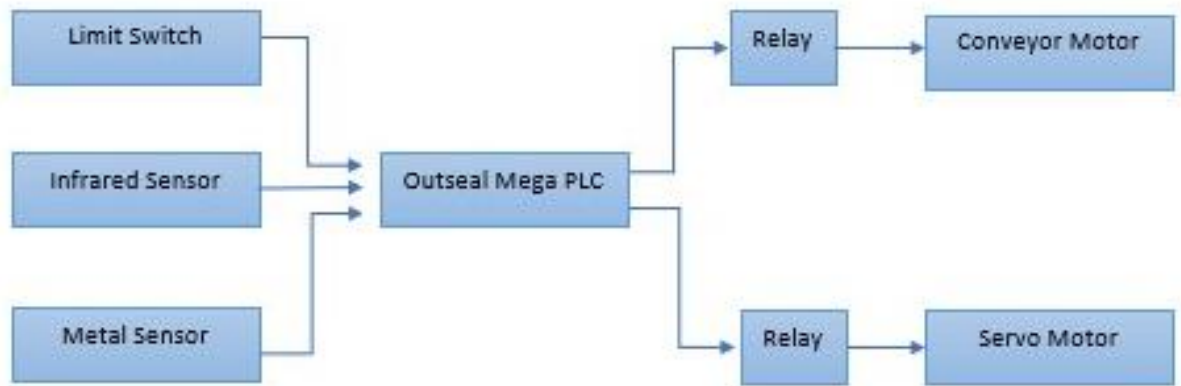 Limit Switch
Relay
Conveyor Motor
Infrared Sensor
Outseal Mega PLC
Metal Sensor
Relay
Servo Motor